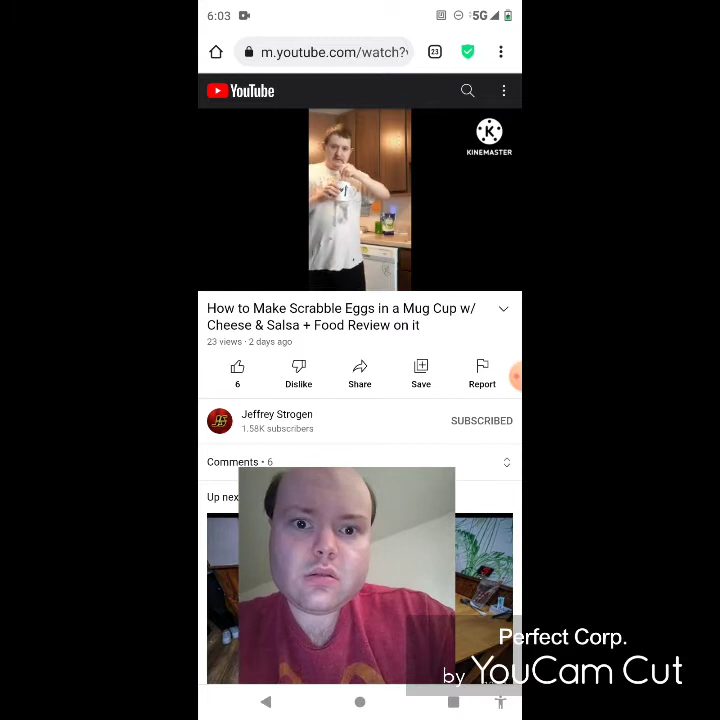 6:03
5G
m.youtube.com/watch?v
23
YouTube
K
KINEMASTER
How to Make Scrabble Eggs in a Mug Cup w/
Cheese & Salsa + Food Review on it
23 views · 2 days ago
6
Dislike
Share
Save
Report
JS
Jeffrey Strogen
1.58K subscribers
SUBSCRIBED
Comments • 6
Up nex
Perfect Corp.
by YouCam Cut